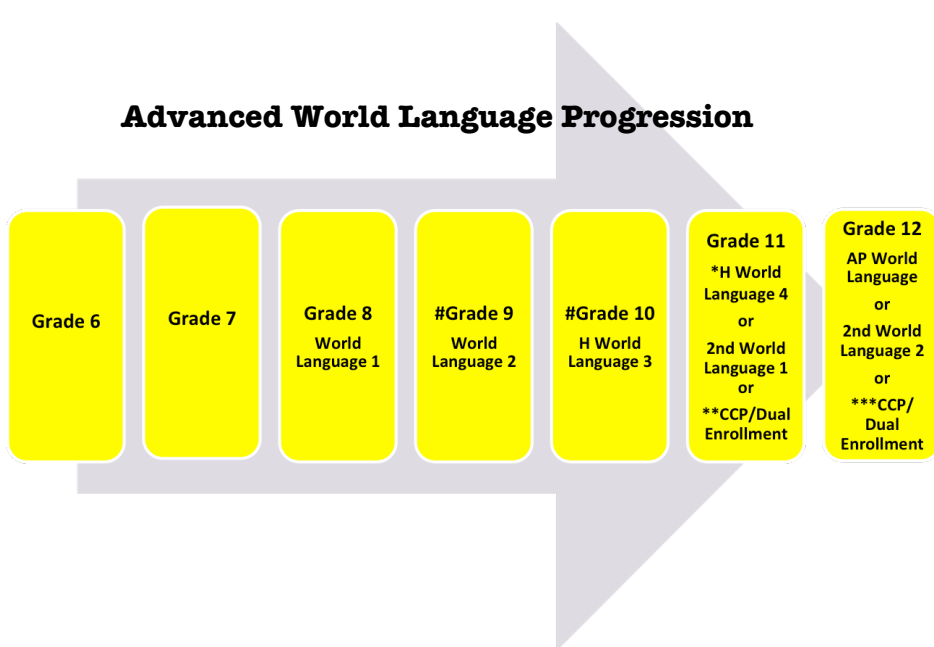 Advanced World Language Progression
Grade 6
Grade 7
Grade 8
World
Language 1
#Grade 9
World
Language 2
#Grade 10
H World
Language 3
Grade 11
*H World
Language 4
or
2nd World
Language 1
or
**CCP/Dual
Enrollment
Grade 12
AP World
Language
or
2nd World
Language 2
or
***CCP/
Dual
Enrollment